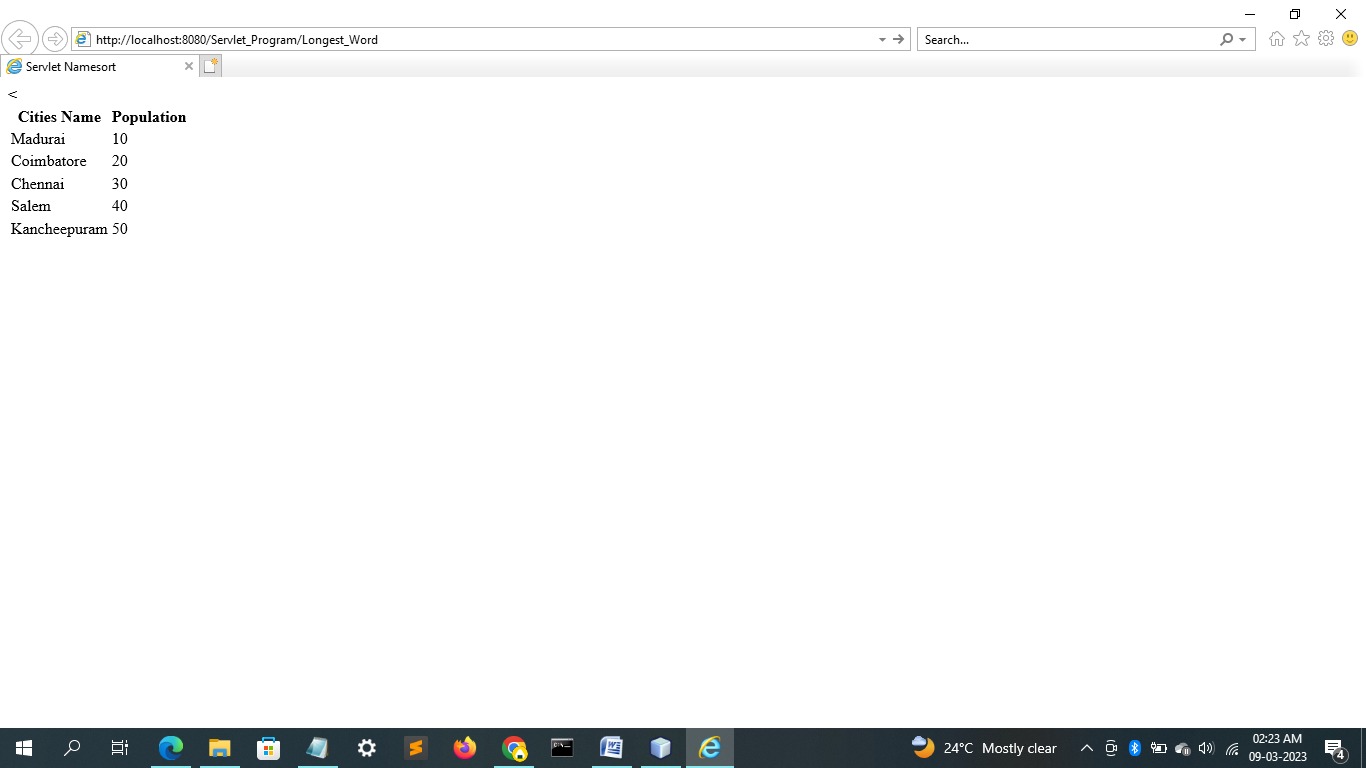 http://localhost:8080/Servlet_Program/Longest_Word
Search...
Servlet Namesort
<
Cities Name Population
Madurai 10
Coimbatore 20
Chennai 30
Salem 40
Kancheepuram 50
24°C Mostly clear
02:23 AM
09-03-2023
4